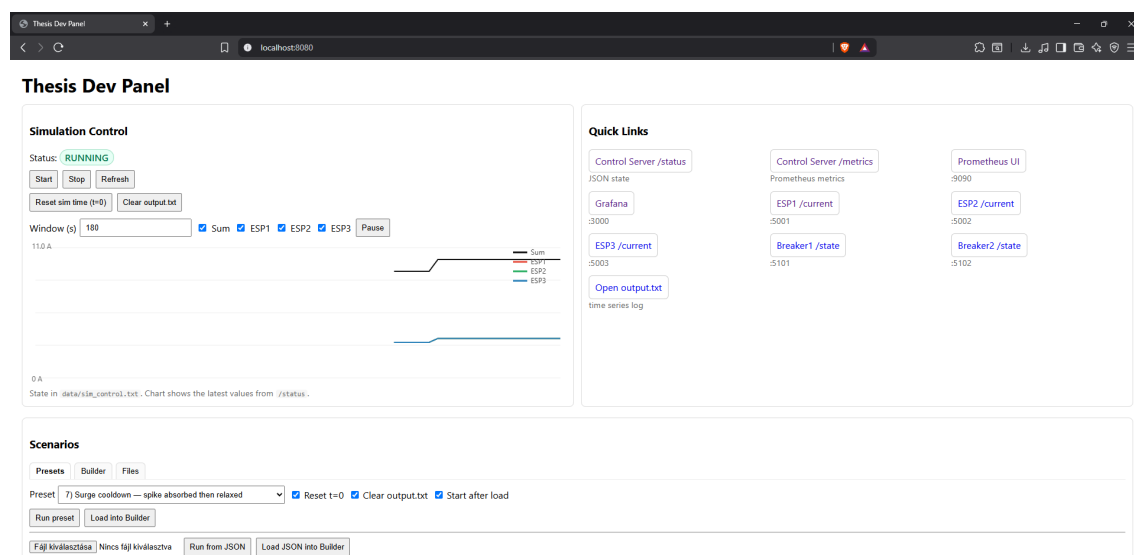 Thesis Dev Panel
localhost:8080
Thesis Dev Panel
Simulation Control
Status: RUNNING
Start Stop Refresh
Reset sim time (t=0) Clear output.txt
Window (s) 180 Sum ESP1 ESP2 ESP3 Pause
11.0 A
Sum
ESP1
ESP2
ESP3
0 A
State in data/sim_control.txt. Chart shows the latest values from /status.
Quick Links
Control Server /status Control Server /metrics Prometheus UI
JSON state Prometheus metrics :9090
Grafana ESP1 /current ESP2 /current
:3000 :5001 :5002
ESP3 /current Breaker1 /state Breaker2 /state
:5003 :5101 :5102
Open output.txt
time series log
Scenarios
Presets Builder Files
Preset 7) Surge cooldown — spike absorbed then relaxed Reset t=0 Clear output.txt Start after load
Run preset Load into Builder
Fájl kiválasztása Nincs fájl kiválasztva Run from JSON Load JSON into Builder